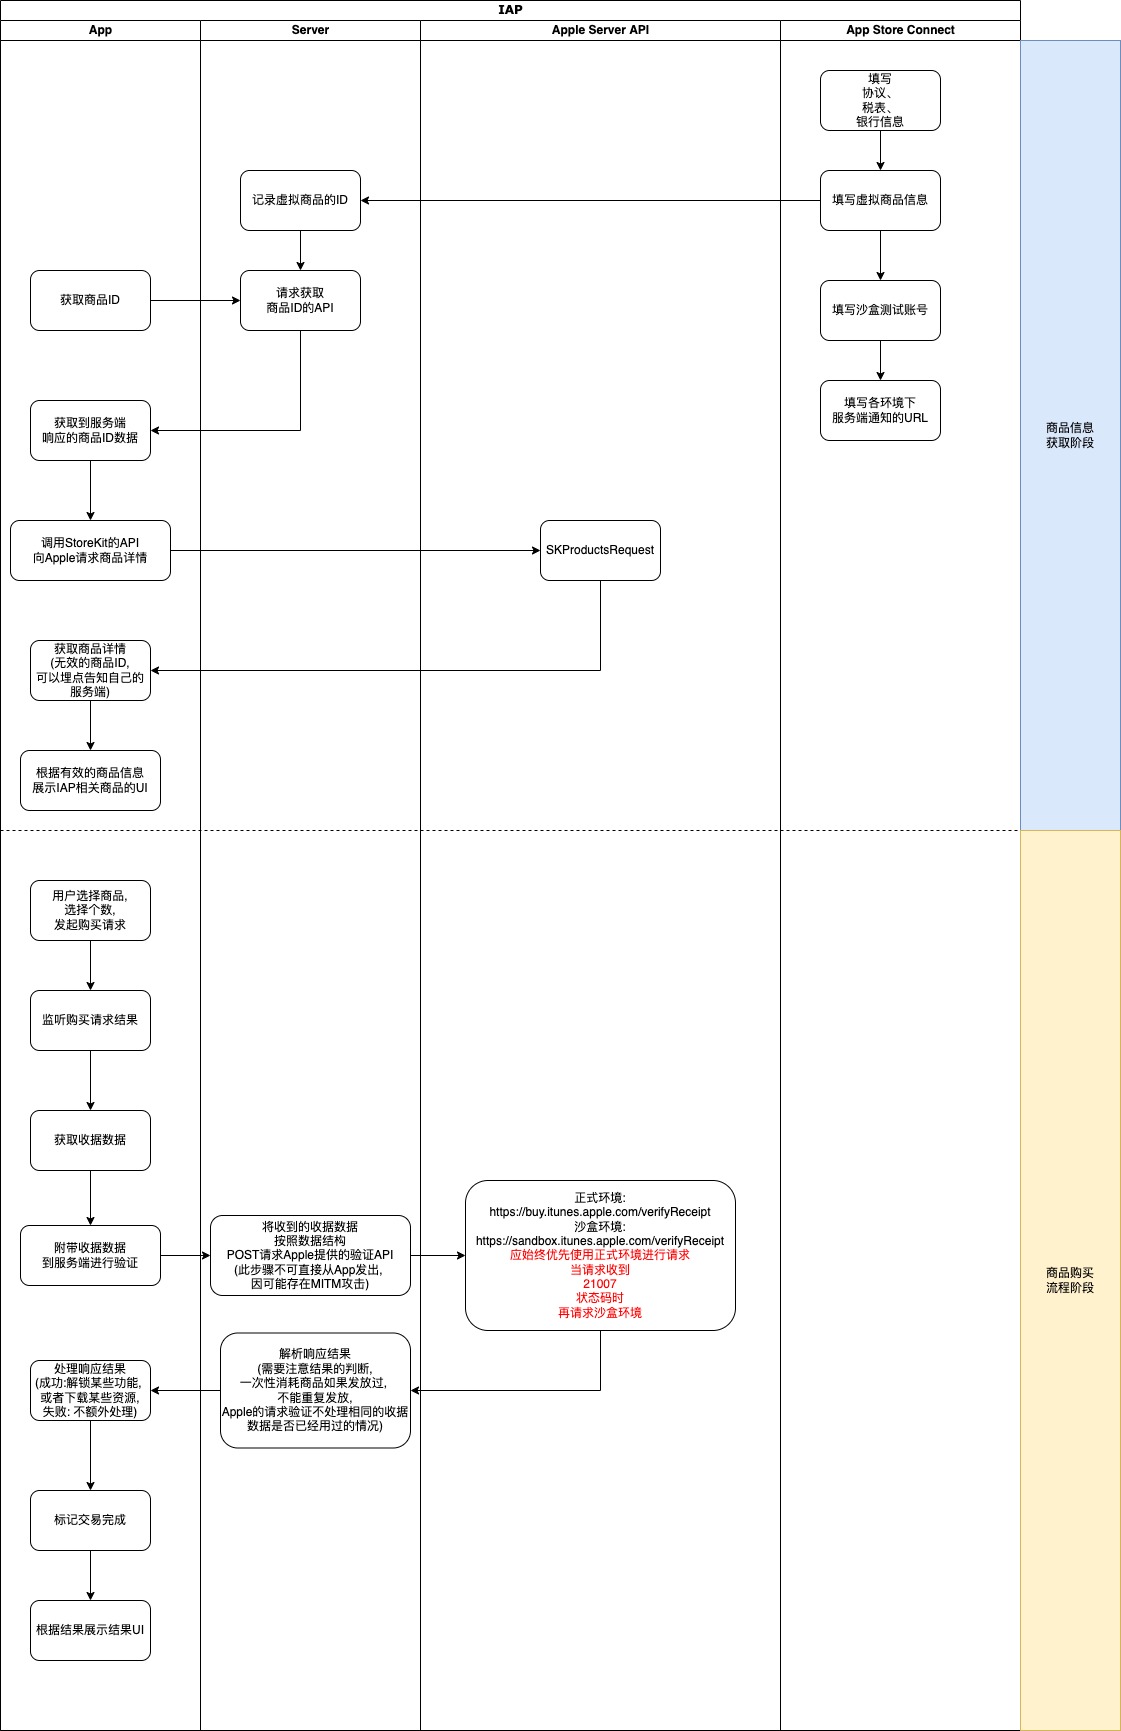 IAP
App
Server
Apple Server API
App Store Connect
填写
协议、
税表、
银行信息
记录虚拟商品的ID
填写虚拟商品信息
获取商品ID
请求获取
商品ID的API
填写沙盒测试账号
获取到服务端
响应的商品ID数据
填写各环境下
服务端通知的URL
商品信息
获取阶段
调用StoreKit的API
向Apple请求商品详情
SKProductsRequest
获取商品详情
(无效的商品ID,
可以埋点告知自己的
服务端)
根据有效的商品信息
展示IAP相关商品的UI
用户选择商品,
选择个数,
发起购买请求
监听购买请求结果
获取收据数据
附带收据数据
到服务端进行验证
将收到的收据数据
按照数据结构
POST请求Apple提供的验证API
(此步骤不可直接从App发出,
因可能存在MITM攻击)
正式环境:
https://buy.itunes.apple.com/verifyReceipt
沙盒环境:
https://sandbox.itunes.apple.com/verifyReceipt
应始终优先使用正式环境进行请求
当请求收到
21007
状态码时
再请求沙盒环境
商品购买
流程阶段
解析响应结果
(需要注意结果的判断,
一次性消耗商品如果发放过,
不能重复发放,
Apple的请求验证不处理相同的收据
数据是否已经用过的情况)
处理响应结果
(成功:解锁某些功能,
或者下载某些资源,
失败: 不额外处理)
标记交易完成
根据结果展示结果UI